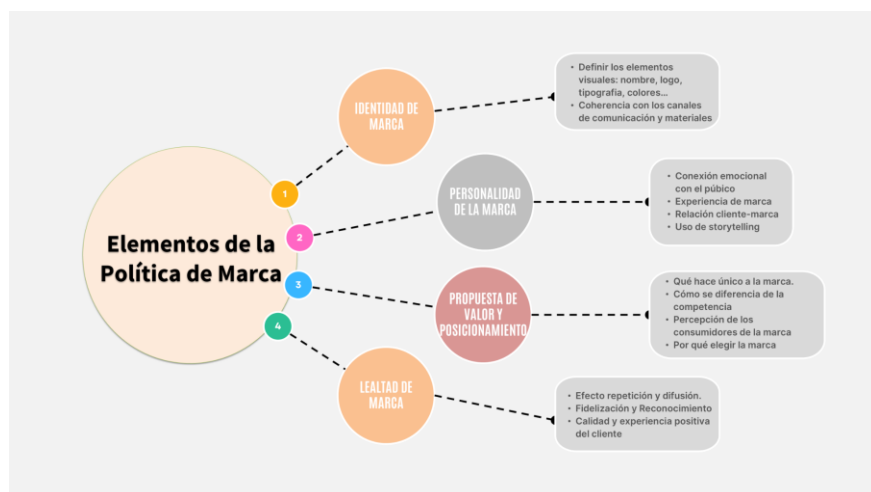 Elementos de la
Política de Marca
1
IDENTIDAD DE
MARCA
• Definir los elementos
visuales: nombre, logo,
tipografía, colores...
• Coherencia con los canales
de comunicación y materiales
2
PERSONALIDAD
DE LA MARCA
• Conexión emocional
con el púbico
• Experiencia de marca
• Relación cliente-marca
• Uso de storytelling
3
PROPUESTA DE
VALOR Y
POSICIONAMIENTO
• Qué hace único a la marca.
• Cómo se diferencia de la
competencia
• Percepción de los
consumidores de la marca
• Por qué elegir la marca
4
LEALTAD DE
MARCA
• Efecto repetición y difusión.
• Fidelización y Reconocimiento
• Calidad y experiencia positiva
del cliente